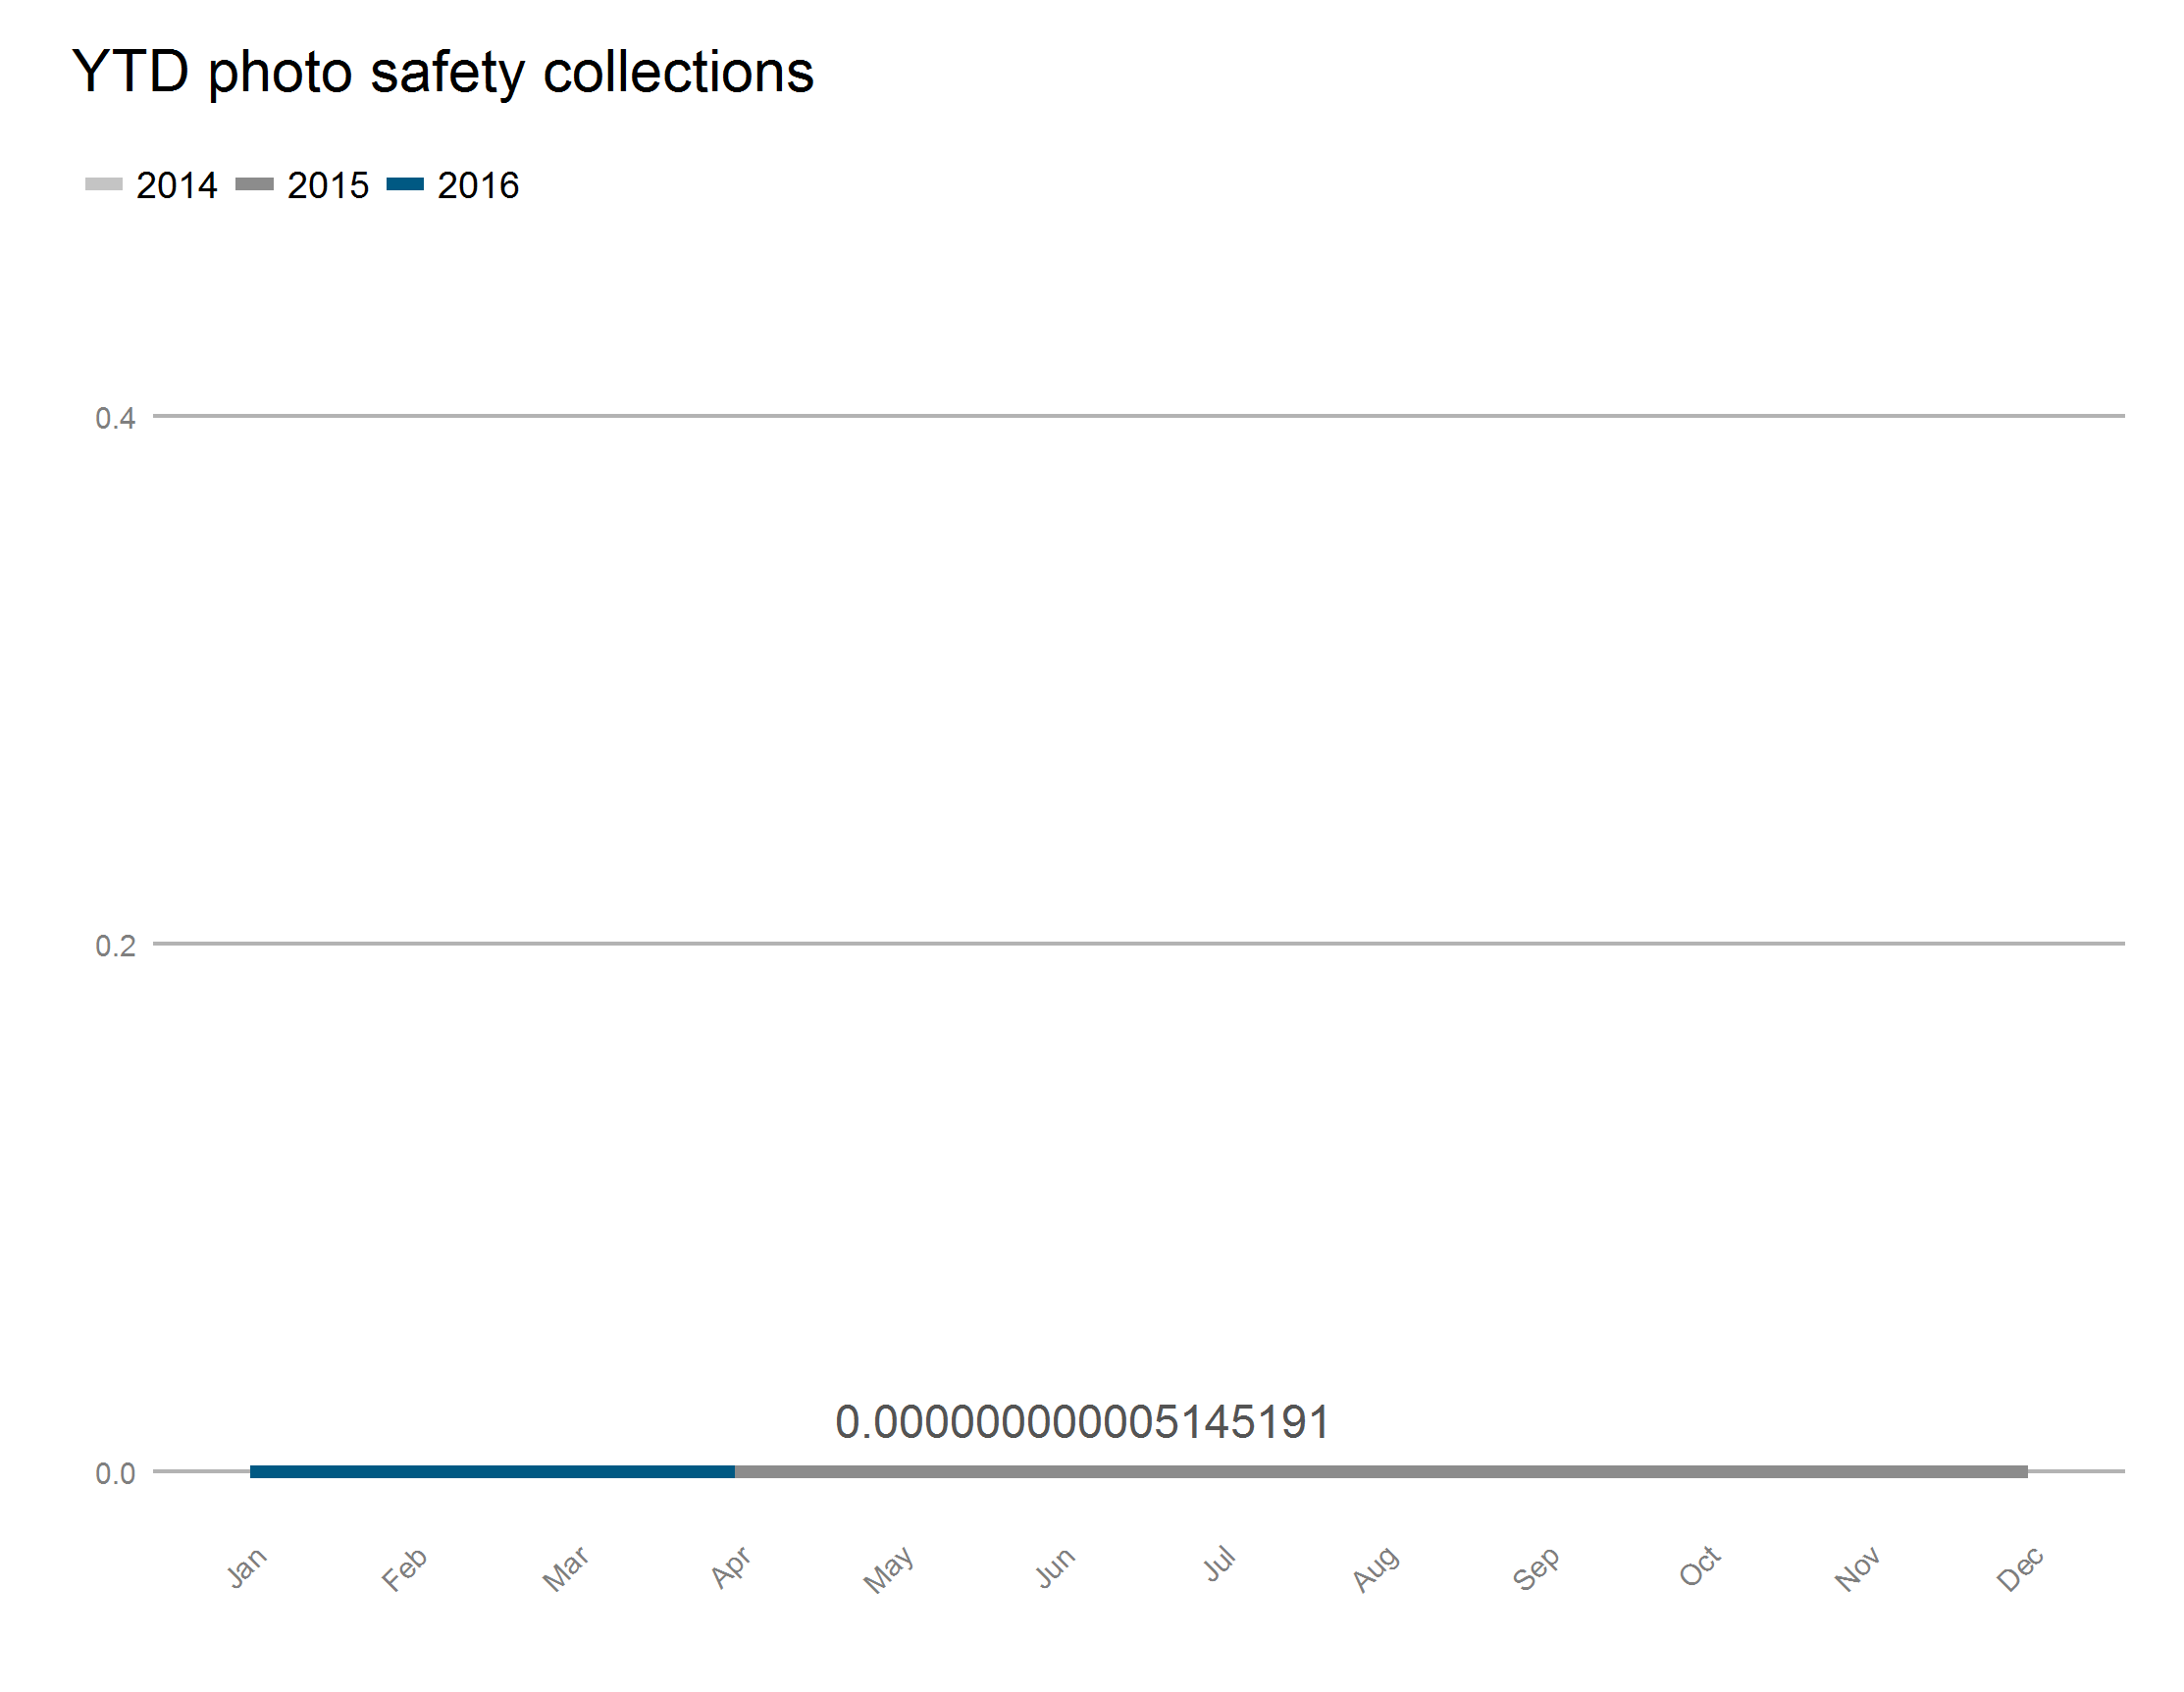 YTD photo safety collections
2014 2015 2016
0.4
0.2
0.000000000005145191
0.0
Jan Feb Mar Apr May Jun Jul Aug Sep Oct Nov Dec